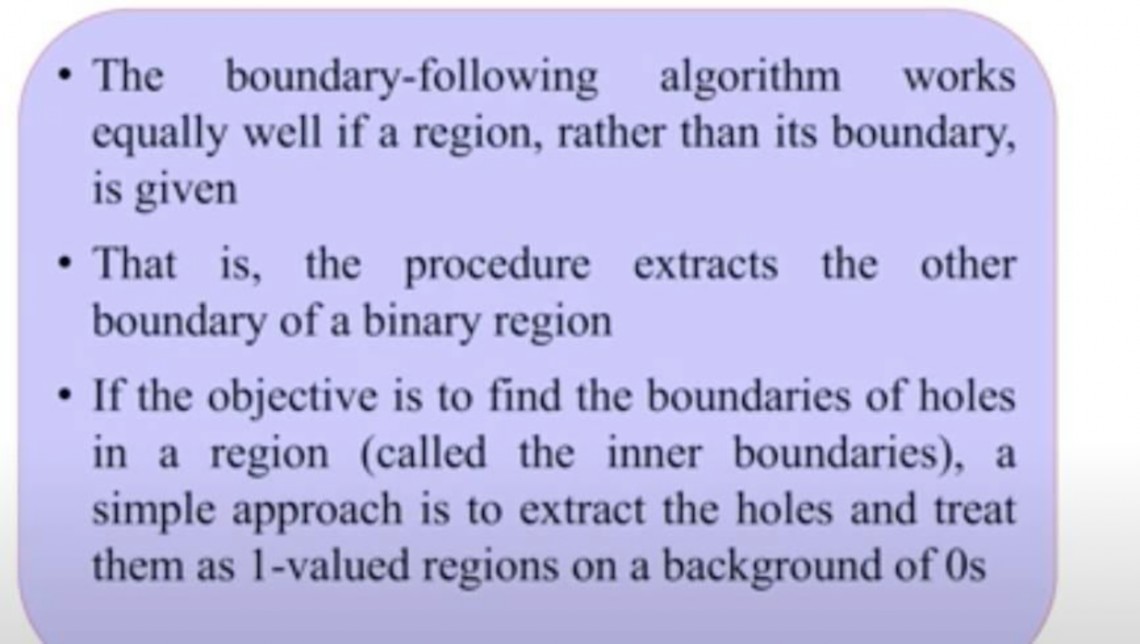 • The boundary-following algorithm works
equally well if a region, rather than its boundary,
is given
• That is, the procedure extracts the other
boundary of a binary region
• If the objective is to find the boundaries of holes
in a region (called the inner boundaries), a
simple approach is to extract the holes and treat
them as 1-valued regions on a background of 0s